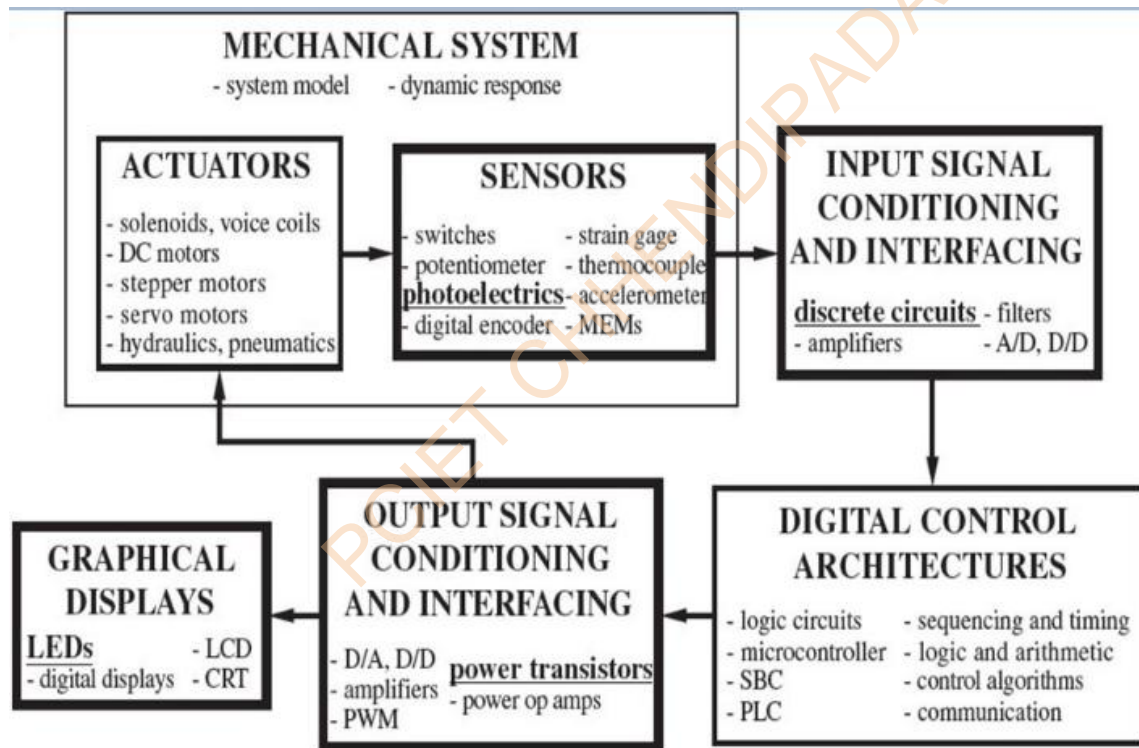 MECHANICAL SYSTEM
- system model - dynamic response
ACTUATORS
- solenoids, voice coils
- DC motors
- stepper motors
- servo motors
- hydraulics, pneumatics
SENSORS
- switches - strain gage
- potentiometer - thermocouple
photoelectrics - accelerometer
- digital encoder - MEMs
INPUT SIGNAL
CONDITIONING
AND INTERFACING
discrete circuits - filters
- amplifiers - A/D, D/D
GRAPHICAL
DISPLAYS
LEDs - LCD
- digital displays - CRT
OUTPUT SIGNAL
CONDITIONING
AND INTERFACING
- D/A, D/D power transistors
- amplifiers - power op amps
- PWM
DIGITAL CONTROL
ARCHITECTURES
- logic circuits - sequencing and timing
- microcontroller - logic and arithmetic
- SBC - control algorithms
- PLC - communication
PCIET CHHENDIPADA